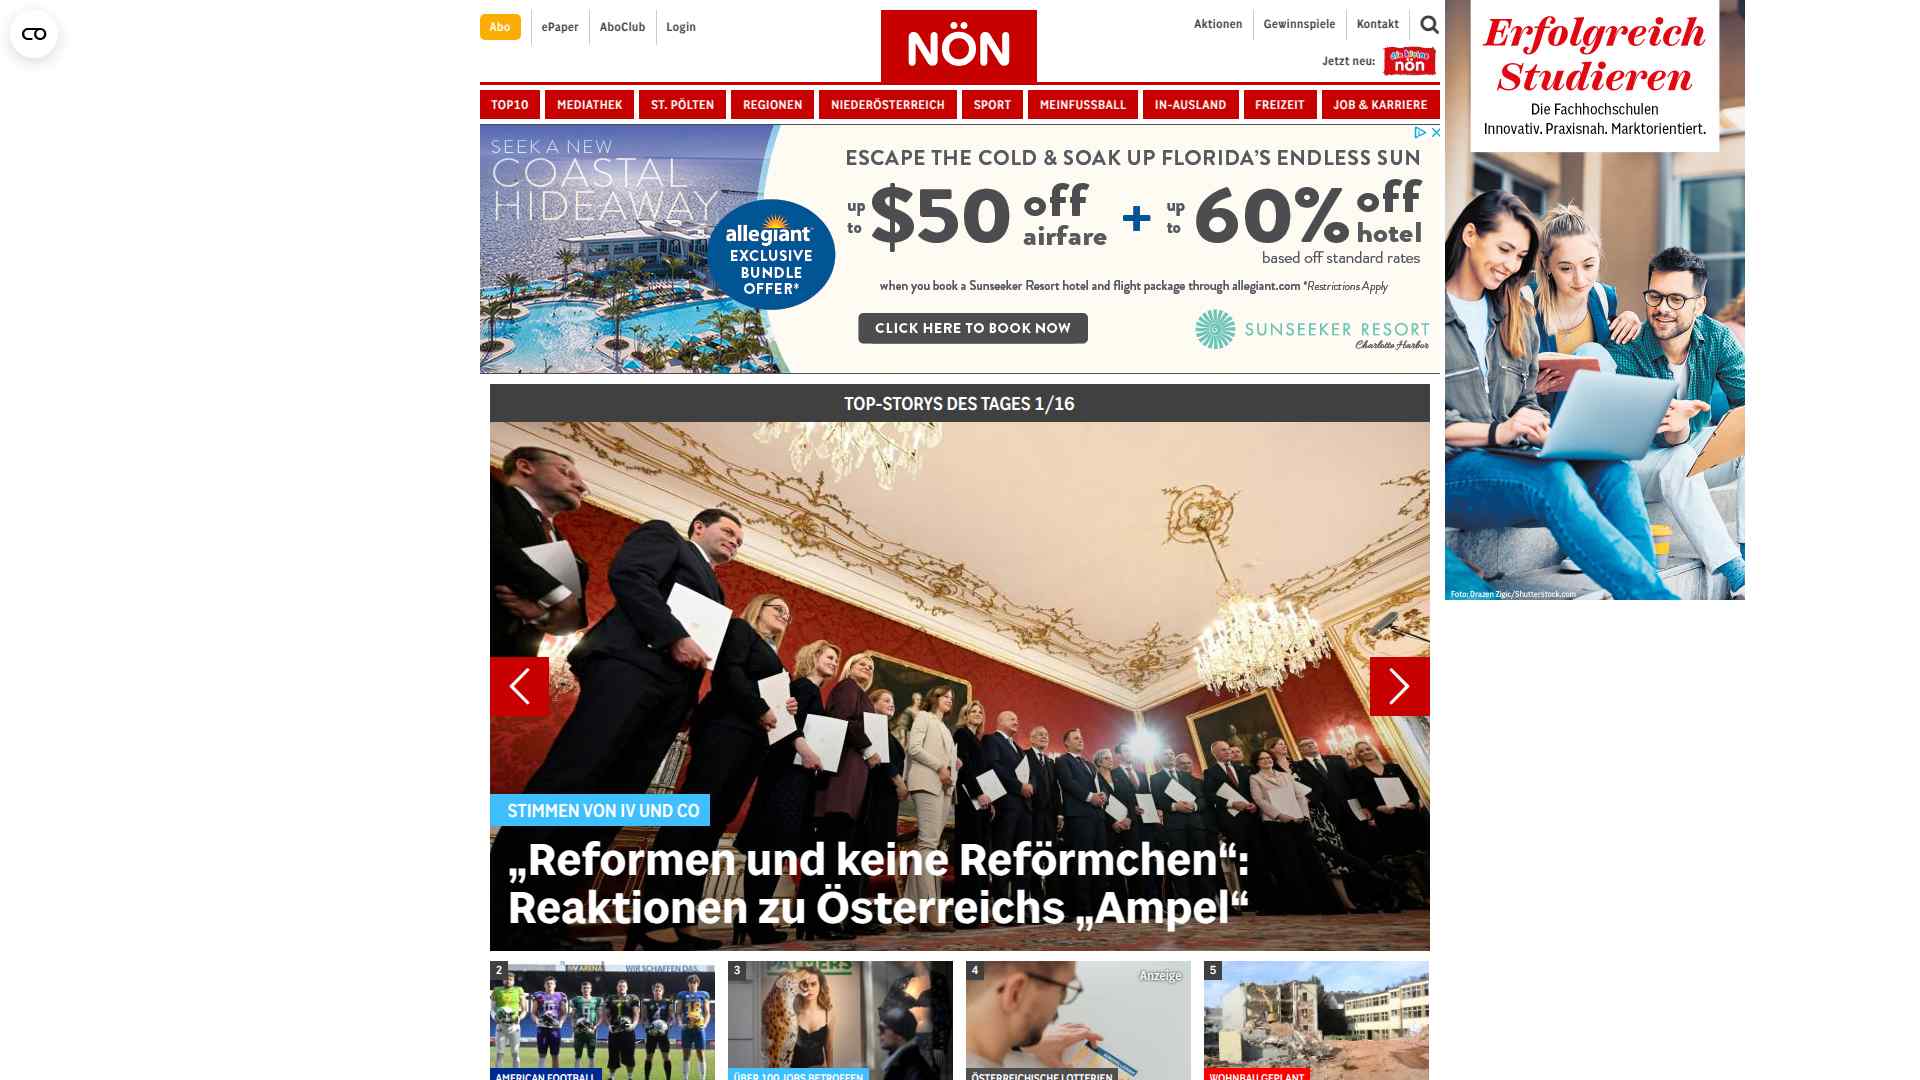 Abo
ePaper
AboClub
Login
NÖN
Aktionen
Gewinnspiele
Kontakt
Jetzt neu:
die kleine
nön
TOP10
MEDIATHEK
ST. PÖLTEN
REGIONEN
NIEDERÖSTERREICH
SPORT
MEINFUSSBALL
IN-AUSLAND
FREIZEIT
JOB & KARRIERE
SEEK A NEW
COASTAL
HIDEAWAY
allegiant
EXCLUSIVE
BUNDLE
OFFER*
ESCAPE THE COLD & SOAK UP FLORIDA'S ENDLESS SUN
up to $50 off airfare + up to 60% off hotel
based off standard rates
when you book a Sunseeker Resort hotel and flight package through allegiant.com *Restrictions Apply
CLICK HERE TO BOOK NOW
SUNSEEKER RESORT
Charlotte Harbor
Erfolgreich
Studieren
Die Fachhochschulen
Innovativ. Praxisnah. Marktorientiert.
Foto: Drazen Zigic/Shutterstock.com
TOP-STORYS DES TAGES 1/16
STIMMEN VON IV UND CO
„Reformen und keine Reförmchen“:
Reaktionen zu Österreichs „Ampel“
2
NV ARENA
WIR SCHAFFEN DAS
AMERICAN FOOTBALL
3
PALMERS
ÜBER 100 JOBS BETROFFEN
4
Anzeige
ÖSTERREICHISCHE LOTTERIEN
5
WOHNBAU GEPLANT